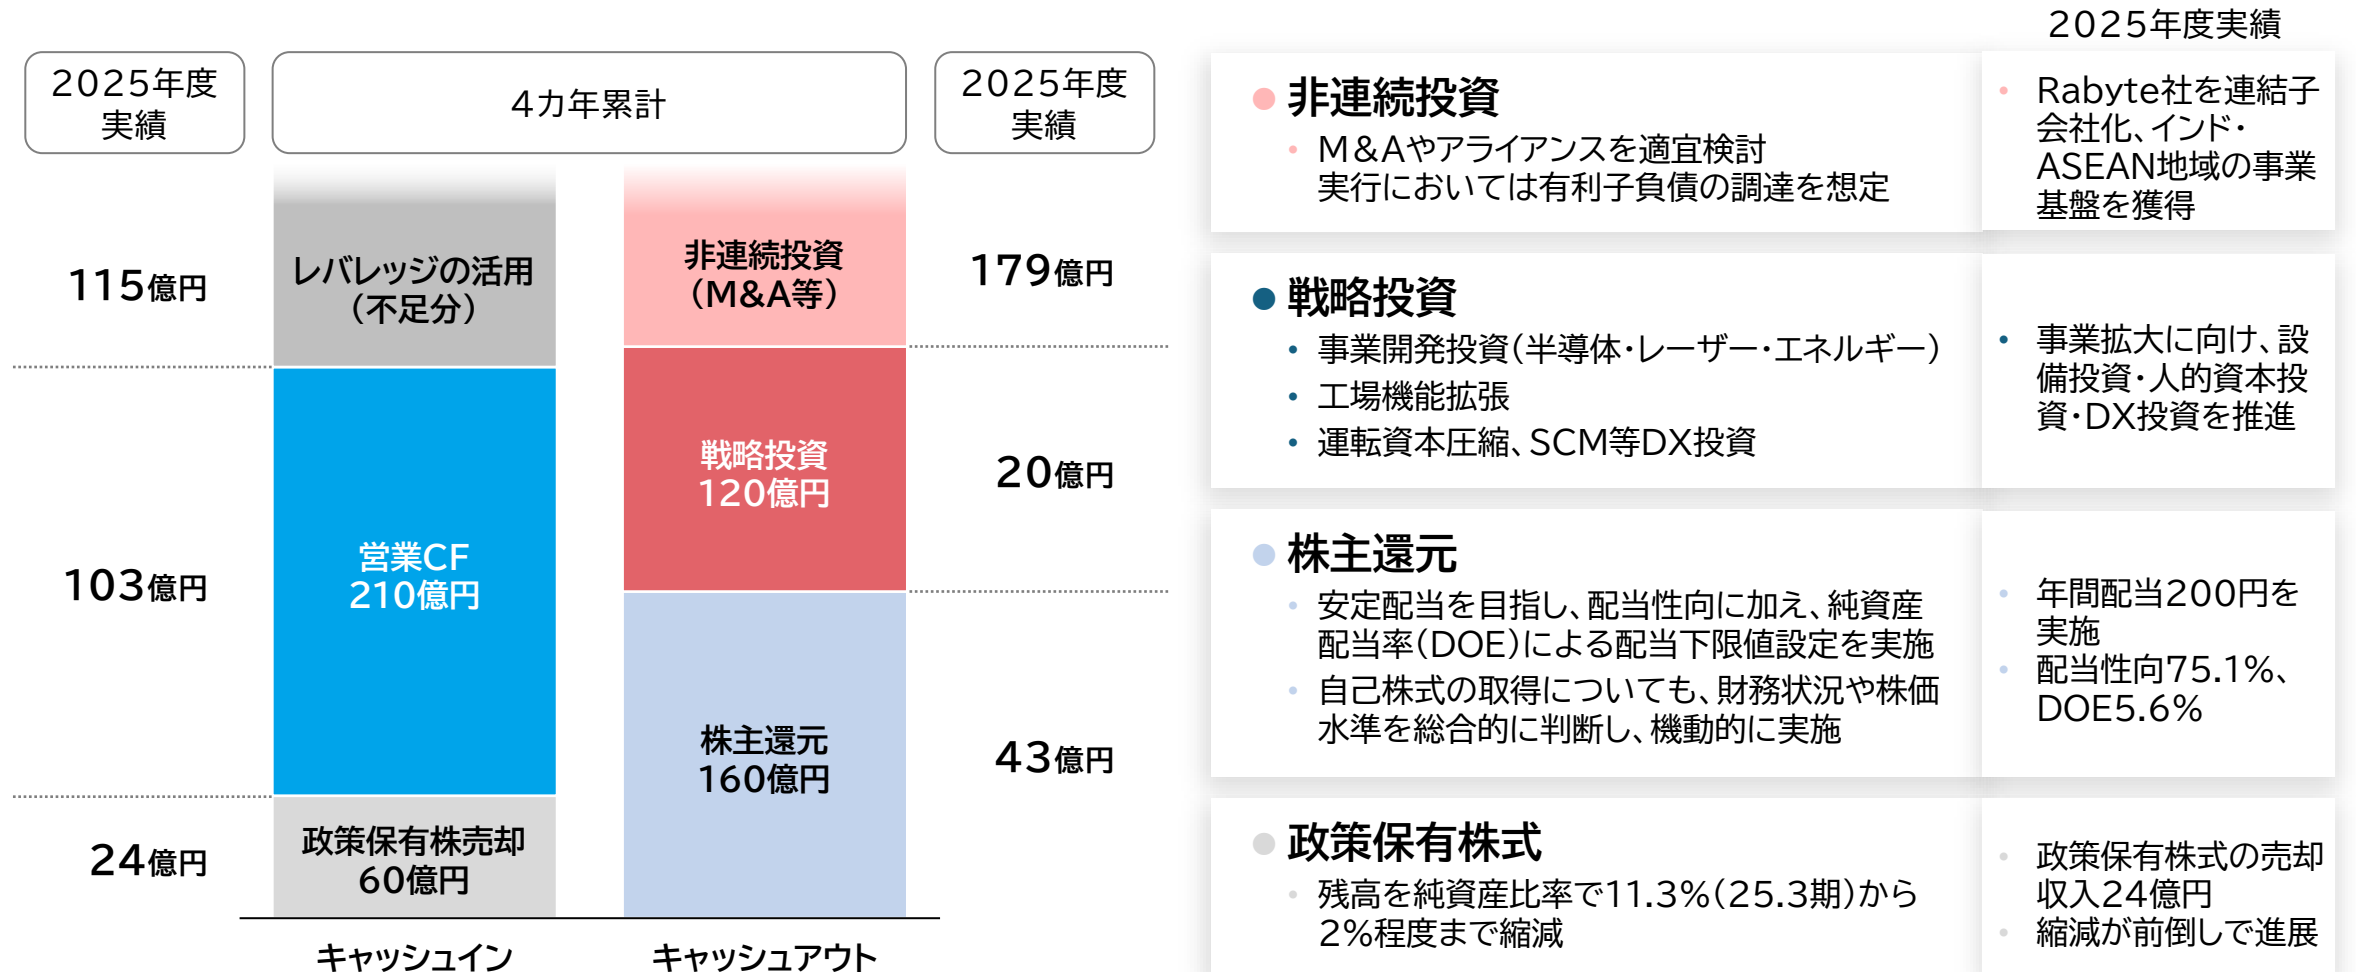 2025年度
実績
4カ年累計
2025年度
実績
115億円
レバレッジの活用
(不足分)
非連続投資
(M&A等)
179億円
103億円
営業CF
210億円
戦略投資
120億円
20億円
24億円
政策保有株売却
60億円
株主還元
160億円
43億円
キャッシュイン
キャッシュアウト
2025年度実績
● 非連続投資
• M&Aやアライアンスを適宜検討
実行においては有利子負債の調達を想定
• Rabyte社を連結子
会社化、インド・
ASEAN地域の事業
基盤を獲得
● 戦略投資
• 事業開発投資(半導体・レーザー・エネルギー)
• 工場機能拡張
• 運転資本圧縮、SCM等DX投資
• 事業拡大に向け、設
備投資・人的資本投
資・DX投資を推進
● 株主還元
• 安定配当を目指し、配当性向に加え、純資産
配当率(DOE)による配当下限値設定を実施
• 自己株式の取得についても、財務状況や株価
水準を総合的に判断し、機動的に実施
• 年間配当200円を
実施
• 配当性向75.1%、
DOE5.6%
● 政策保有株式
• 残高を純資産比率で11.3%(25.3期)から
2%程度まで縮減
• 政策保有株式の売却
収入24億円
• 縮減が前倒しで進展